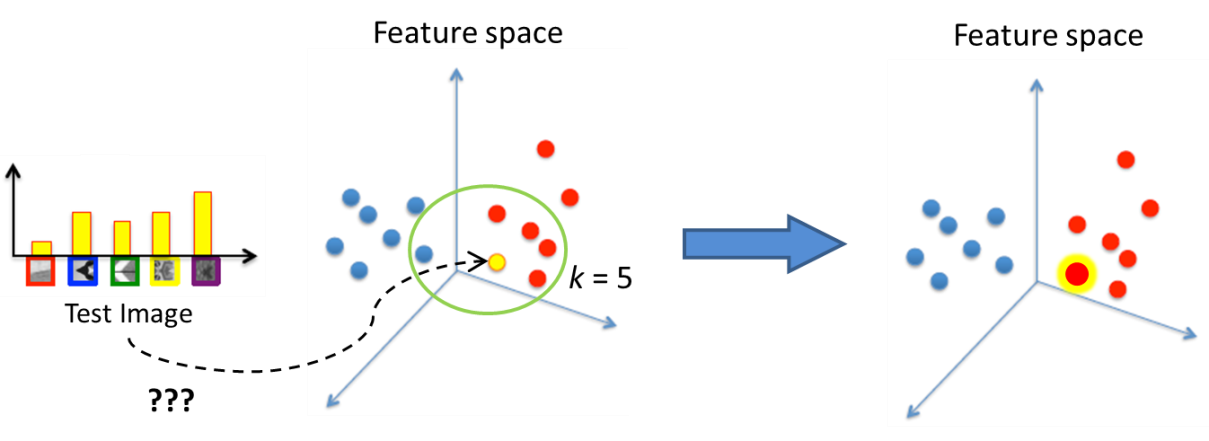 Feature space
Feature space
k = 5
Test Image
???